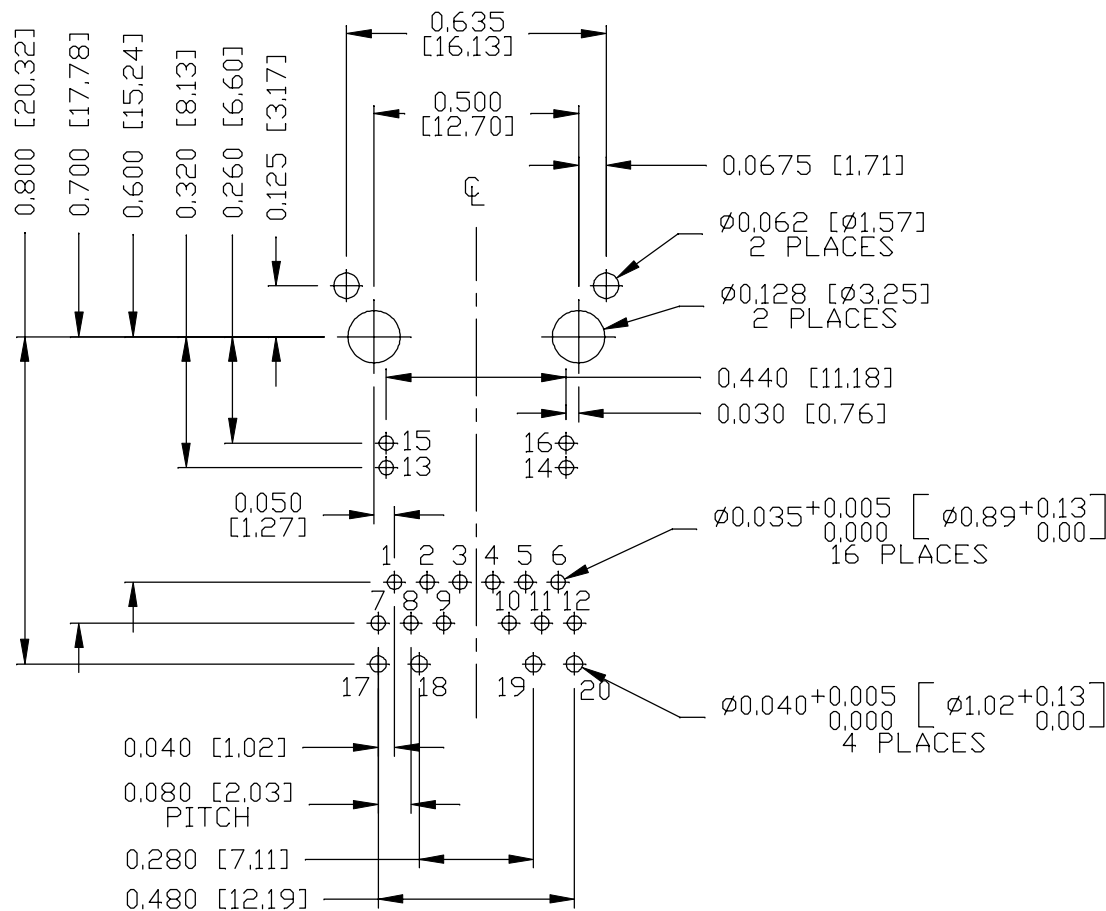 0,635
[16,13]
0,800 [20,32]
0,700 [17,78]
0,600 [15,24]
0,320 [8,13]
0,260 [6,60]
0,125 [3,17]
0,500
[12,70]
0,0675 [1,71]
℄
Ø0,062 [Ø1,57]
2 PLACES
Ø0,128 [Ø3,25]
2 PLACES
0,440 [11,18]
0,030 [0,76]
15
16
13
14
0,050
[1,27]
Ø0,035+0,005 0,000 [Ø0,89+0,13 0,00]
16 PLACES
1 2 3 4 5 6
7 8 9 10 11 12
17 18 19 20
Ø0,040+0,005 0,000 [Ø1,02+0,13 0,00]
4 PLACES
0,040 [1,02]
0,080 [2,03]
PITCH
0,280 [7,11]
0,480 [12,19]